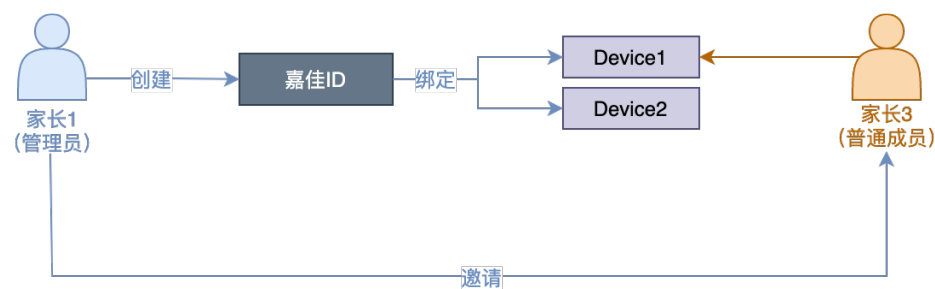 创建
嘉佳ID
绑定
Device1
Device2
家长1
（管理员）
家长3
（普通成员）
邀请